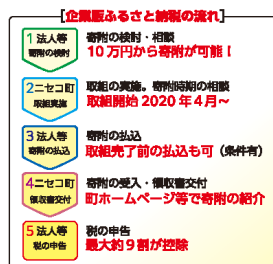 [企業版ふるさと納税の流れ]
1 法人等
寄附の検討
寄附の検討・相談
10万円から寄附が可能！
2 ニセコ町
取組実施
取組の実施。寄附時期の相談
取組開始2020年4月〜
3 法人等
寄附の払込
寄附の払込
取組完了前の払込も可（条件有）
4 ニセコ町
領収書交付
寄附の受入・領収書交付
町ホームページ等で寄附の紹介
5 法人等
税の申告
税の申告
最大約9割が控除